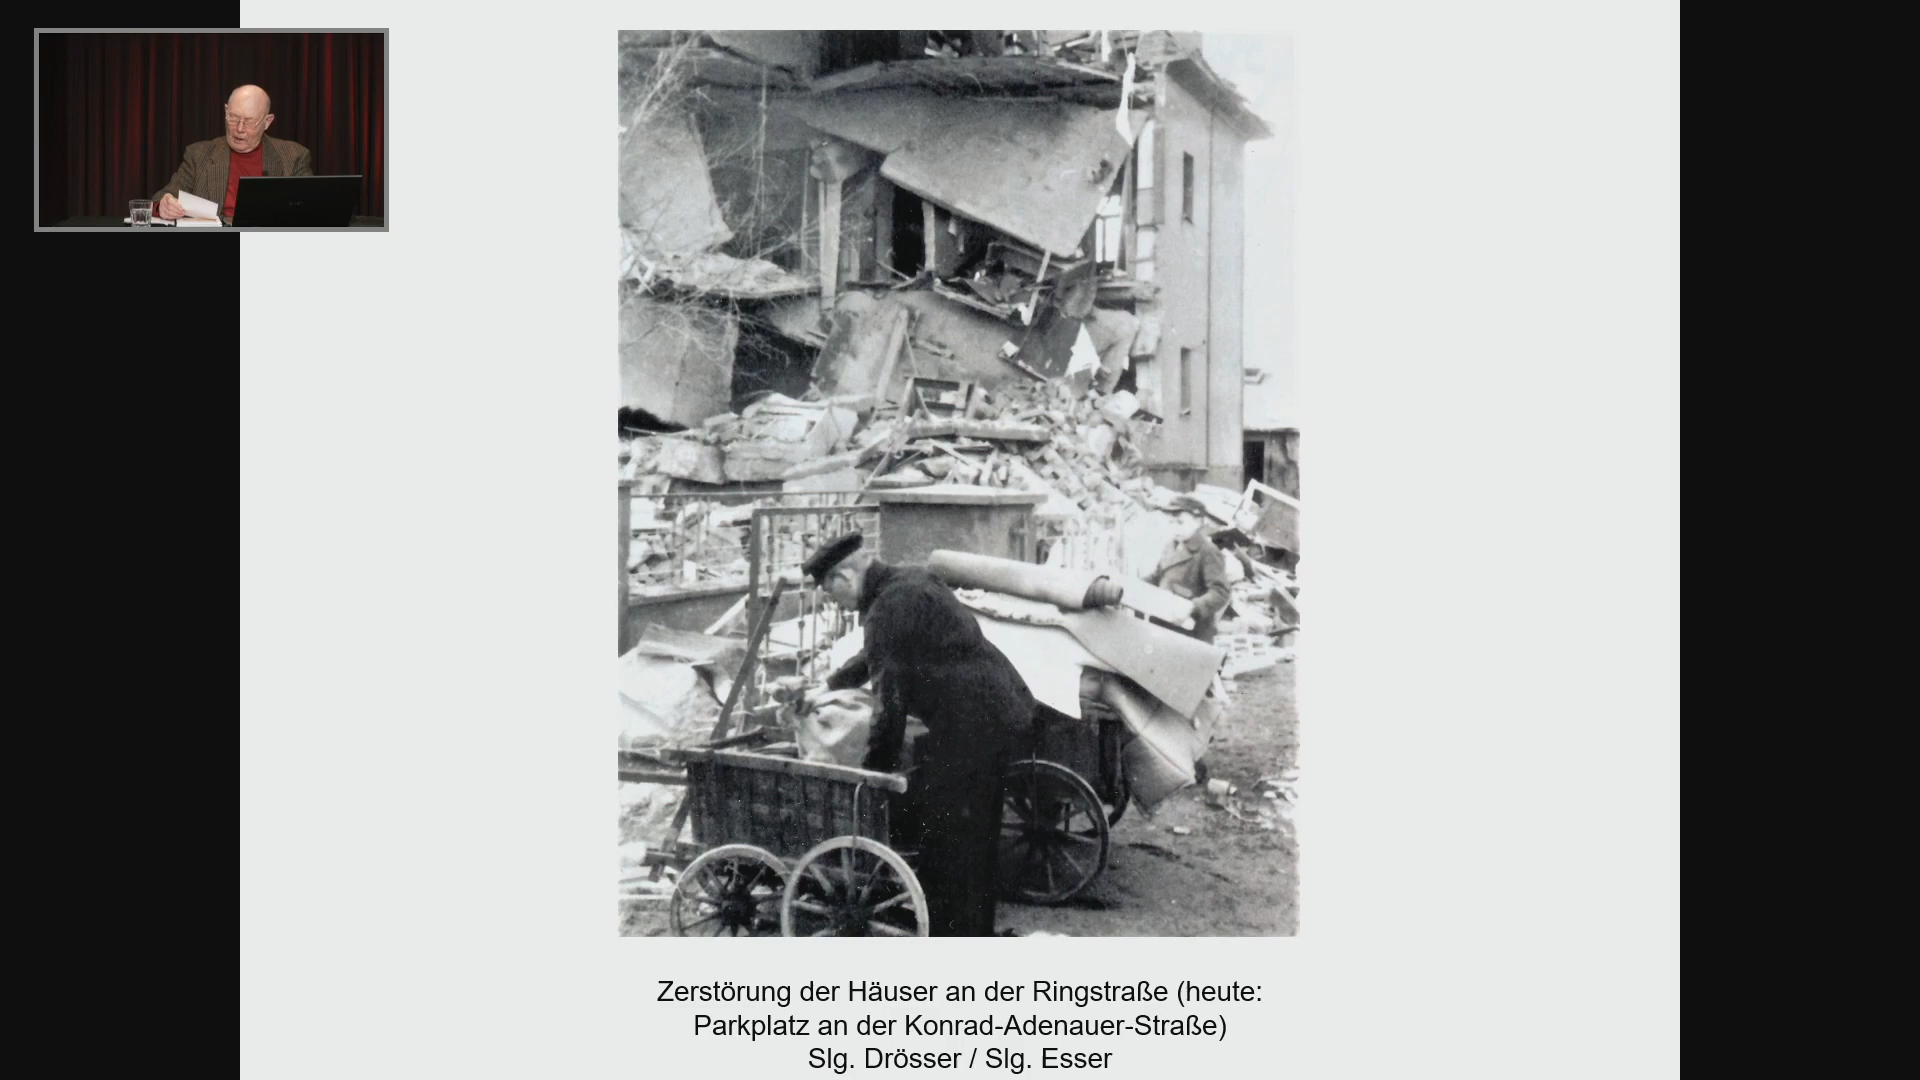 Zerstörung der Häuser an der Ringstraße (heute:
Parkplatz an der Konrad-Adenauer-Straße)
Slg. Drösser / Slg. Esser